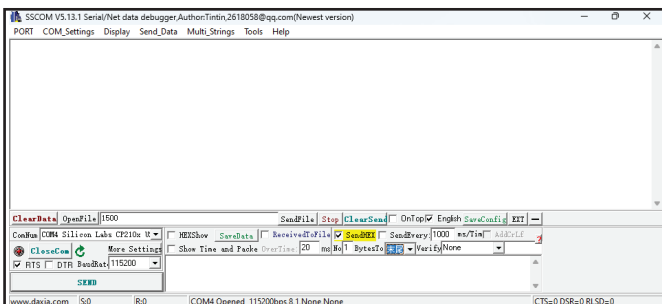 SSCOM V5.13.1 Serial/Net data debugger,Author:Tintin,2618058@qq.com(Newest version)
PORT COM_Settings Display Send_Data Multi_Strings Tools Help
ClearData OpenFile 1500 SendFile Stop ClearSend OnTop English SaveConfig EXT —
ComNum COM4 Silicon Labs CP210x U HEXShow SaveData ReceivedToFile SendHEX SendEvery: 1000 ms/Tim AddCrLf
CloseCom More Settings Show Time and Packe OverTime: 20 ms No 1 BytesTo 末尾 Verify None
RTS DTR BaudRat: 115200
SEND
www.daxia.com S:0 R:0 COM4 Opened 115200bps,8,1,None,None CTS=0 DSR=0 RLSD=0